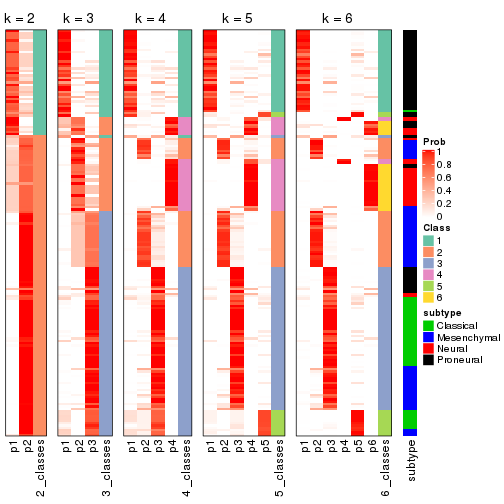 k = 2
k = 3
k = 4
k = 5
k = 6
Prob
1
0.8
0.6
0.4
0.2
0
Class
1
2
3
4
5
6
subtype
Classical
Mesenchymal
Neural
Proneural
p1
p2
2_classes
p1
p2
p3
3_classes
p1
p2
p3
p4
4_classes
p1
p2
p3
p4
p5
5_classes
p1
p2
p3
p4
p5
p6
6_classes
subtype